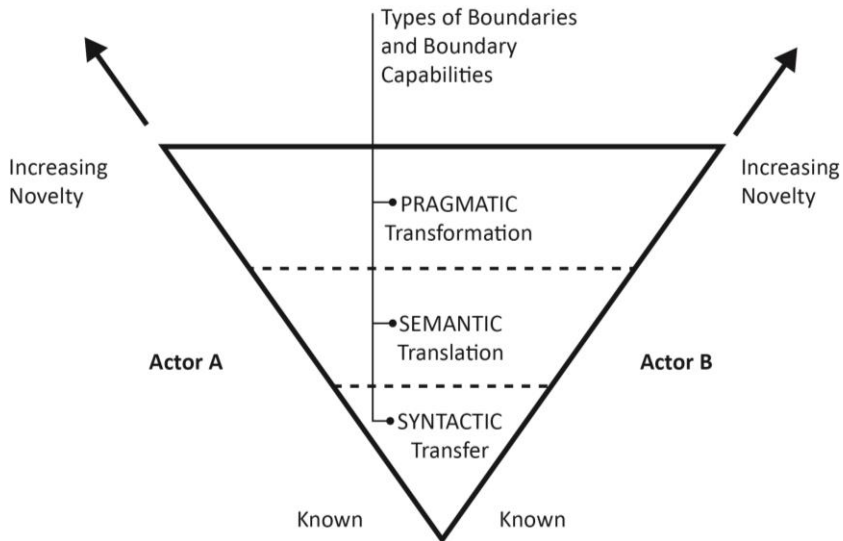 Types of Boundaries
and Boundary
Capabilities
Increasing
Novelty
Increasing
Novelty
PRAGMATIC
Transformation
SEMANTIC
Translation
Actor A
Actor B
SYNTACTIC
Transfer
Known
Known